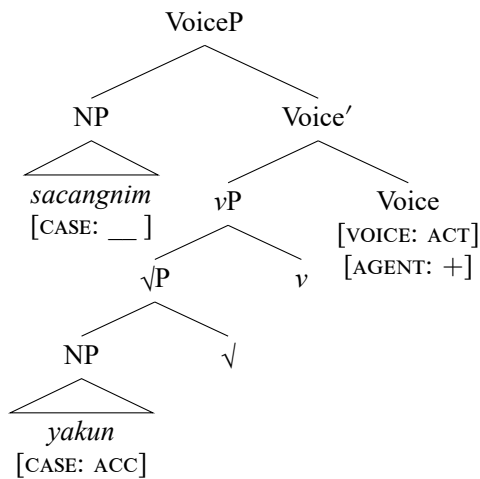 VoiceP
NP Voice′
sacangnim
[CASE: __ ]
vP Voice
[VOICE: ACT]
[AGENT: +]
√P v
NP √
yakun
[CASE: ACC]